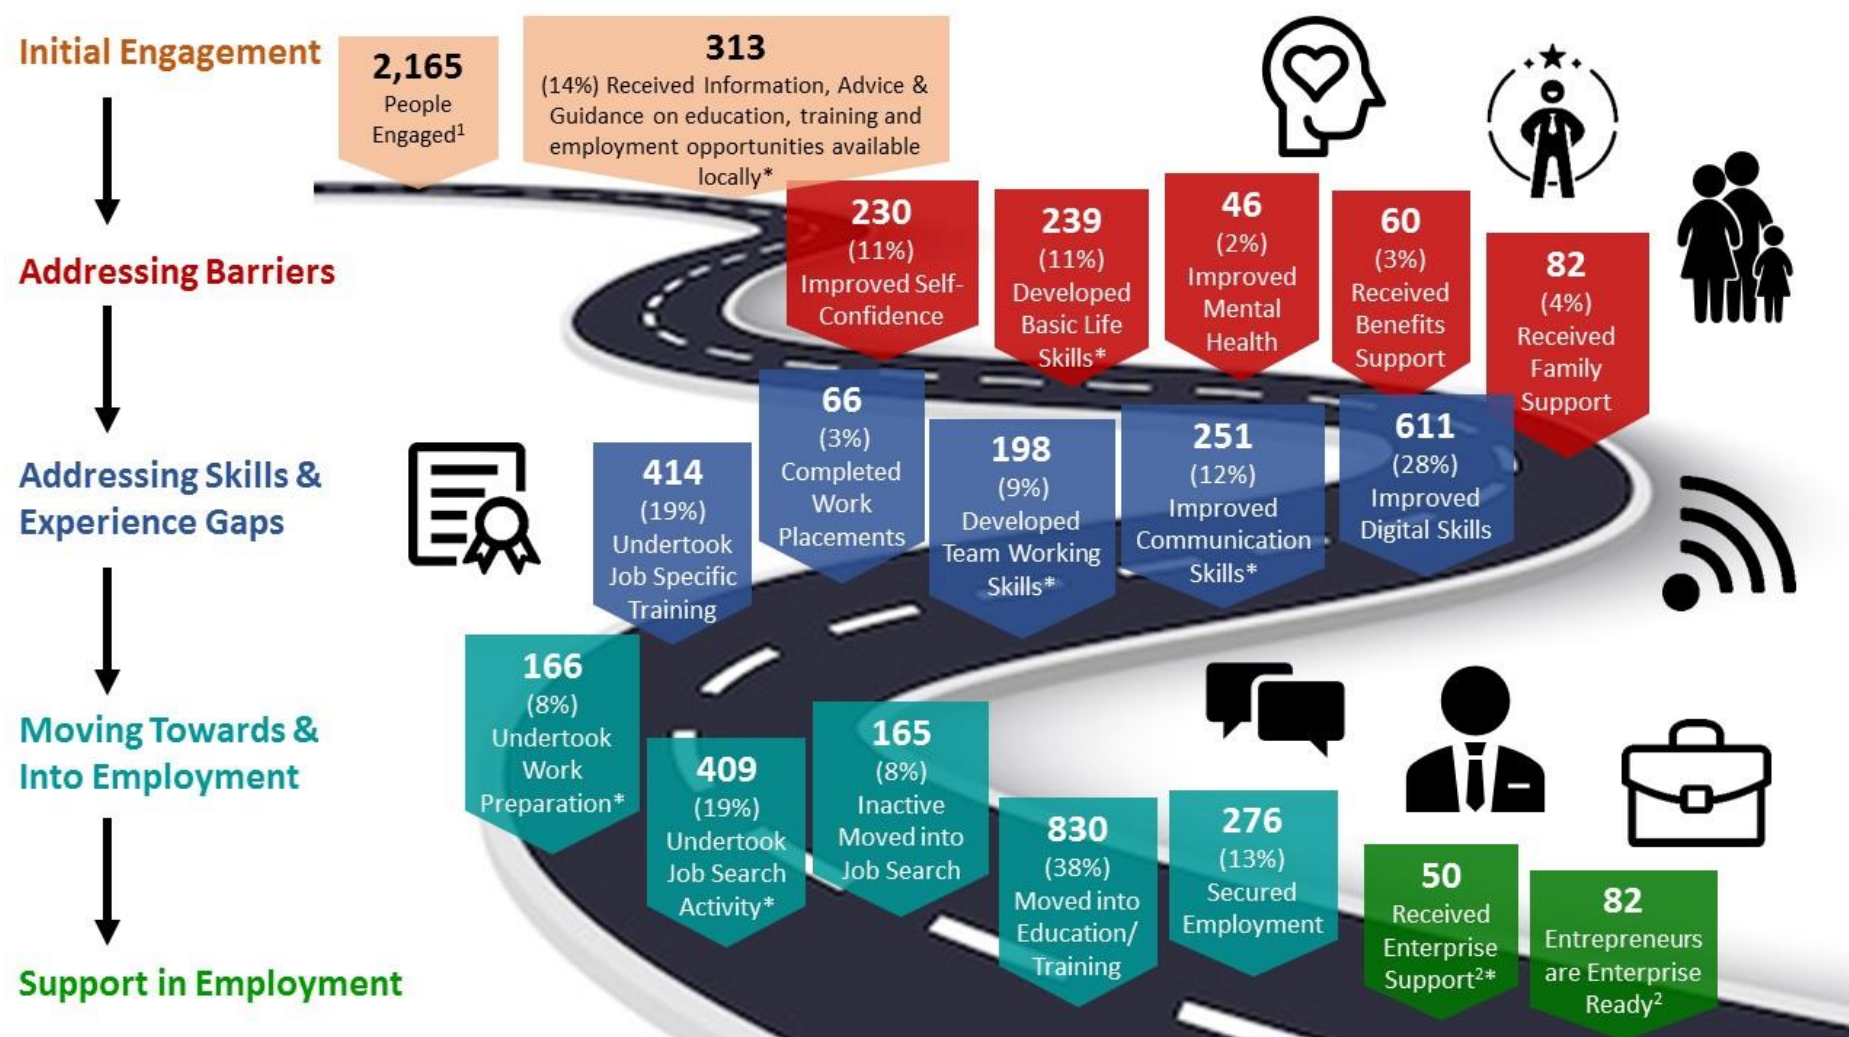 Initial Engagement
2,165
People
Engaged¹
313
(14%) Received Information, Advice &
Guidance on education, training and
employment opportunities available
locally*
Addressing Barriers
230
(11%)
Improved Self-
Confidence
239
(11%)
Developed
Basic Life
Skills*
46
(2%)
Improved
Mental
Health
60
(3%)
Received
Benefits
Support
82
(4%)
Received
Family
Support
Addressing Skills &
Experience Gaps
414
(19%)
Undertook
Job Specific
Training
66
(3%)
Completed
Work
Placements
198
(9%)
Developed
Team Working
Skills*
251
(12%)
Improved
Communication
Skills*
611
(28%)
Improved
Digital Skills
Moving Towards &
Into Employment
166
(8%)
Undertook
Work
Preparation*
409
(19%)
Undertook
Job Search
Activity*
165
(8%)
Inactive
Moved into
Job Search
830
(38%)
Moved into
Education/
Training
276
(13%)
Secured
Employment
Support in Employment
50
Received
Enterprise
Support²*
82
Entrepreneurs
are Enterprise
Ready²